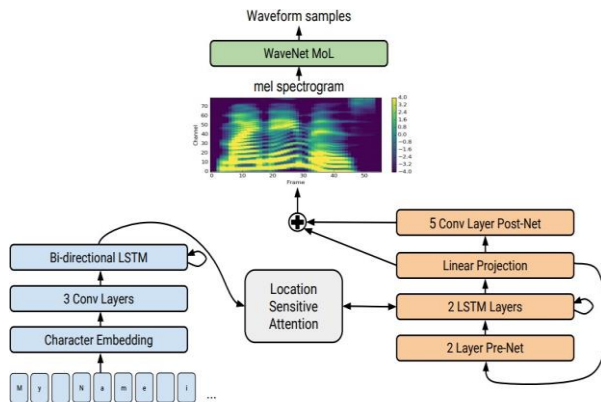 Waveform samples
WaveNet MoL
mel spectrogram
70
60
50
40
30
20
10
0
Channel
0
10
20
30
40
50
Frame
4.0
3.2
2.4
1.6
0.8
0.0
−0.8
−1.6
−2.4
−3.2
−4.0
5 Conv Layer Post-Net
Bi-directional LSTM
Linear Projection
3 Conv Layers
Location
Sensitive
Attention
2 LSTM Layers
Character Embedding
2 Layer Pre-Net
M y N a m e i ...